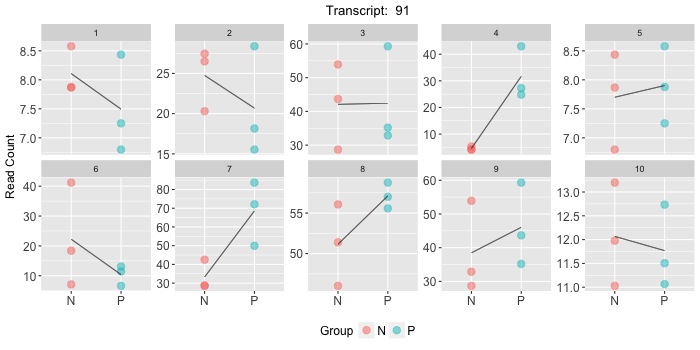 Transcript: 91
1 2 3 4 5
8.5 8.0 7.5 7.0
25 20 15
60 50 40 30
40 30 20 10
8.5 8.0 7.5 7.0
Read Count
6 7 8 9 10
40 30 20 10
80 70 60 50 40 30
55 50
60 50 40 30
13.0 12.5 12.0 11.5 11.0
N P N P N P N P N P
Group N P